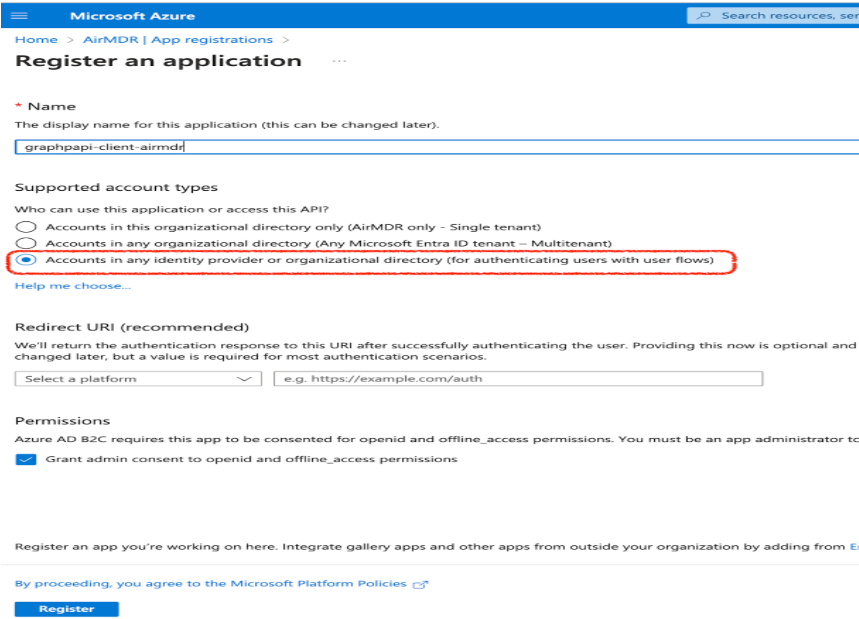 Microsoft Azure
Search resources, ser
Home > AirMDR | App registrations >
Register an application ...
* Name
The display name for this application (this can be changed later).
graphpapi-client-airmdr
Supported account types
Who can use this application or access this API?
Accounts in this organizational directory only (AirMDR only - Single tenant)
Accounts in any organizational directory (Any Microsoft Entra ID tenant – Multitenant)
Accounts in any identity provider or organizational directory (for authenticating users with user flows)
Help me choose...
Redirect URI (recommended)
We'll return the authentication response to this URI after successfully authenticating the user. Providing this now is optional and
changed later, but a value is required for most authentication scenarios.
Select a platform
e.g. https://example.com/auth
Permissions
Azure AD B2C requires this app to be consented for openid and offline_access permissions. You must be an app administrator to
Grant admin consent to openid and offline_access permissions
Register an app you're working on here. Integrate gallery apps and other apps from outside your organization by adding from E
By proceeding, you agree to the Microsoft Platform Policies
Register